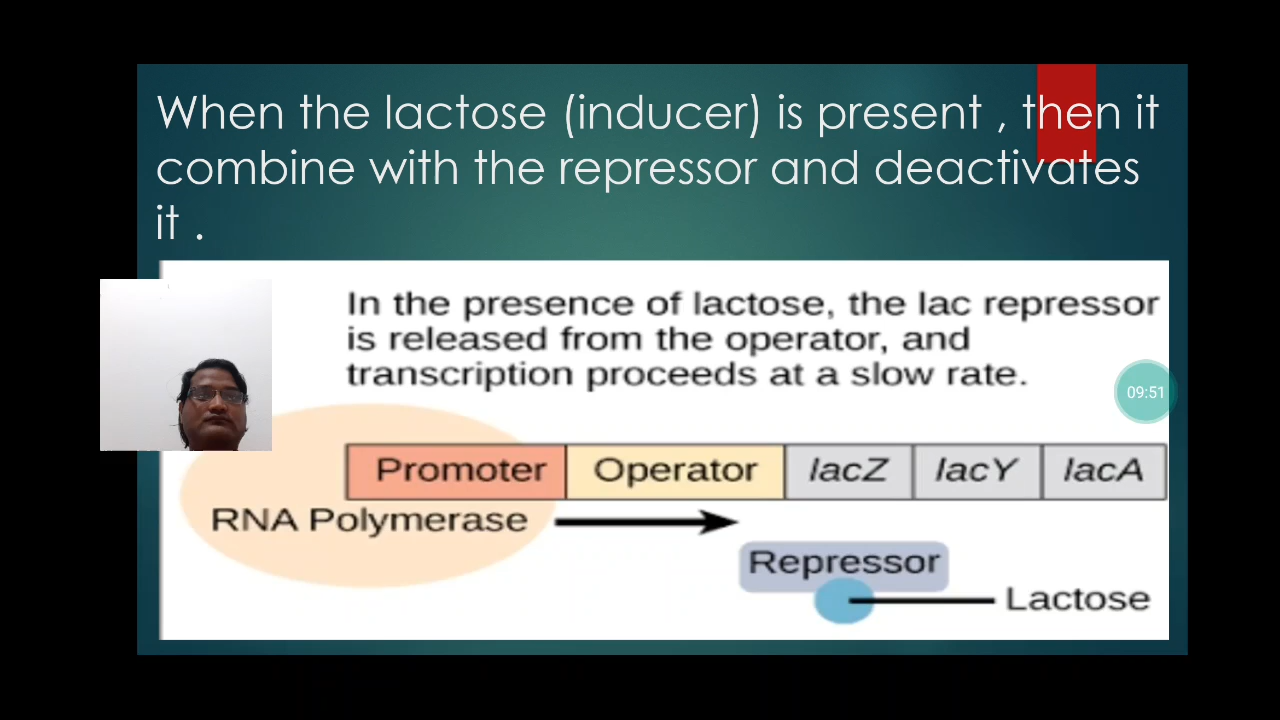 When the lactose (inducer) is present , then it
combine with the repressor and deactivates
it .
In the presence of lactose, the lac repressor
is released from the operator, and
transcription proceeds at a slow rate.
09:51
Promoter Operator lacZ lacY lacA
RNA Polymerase
Repressor
Lactose